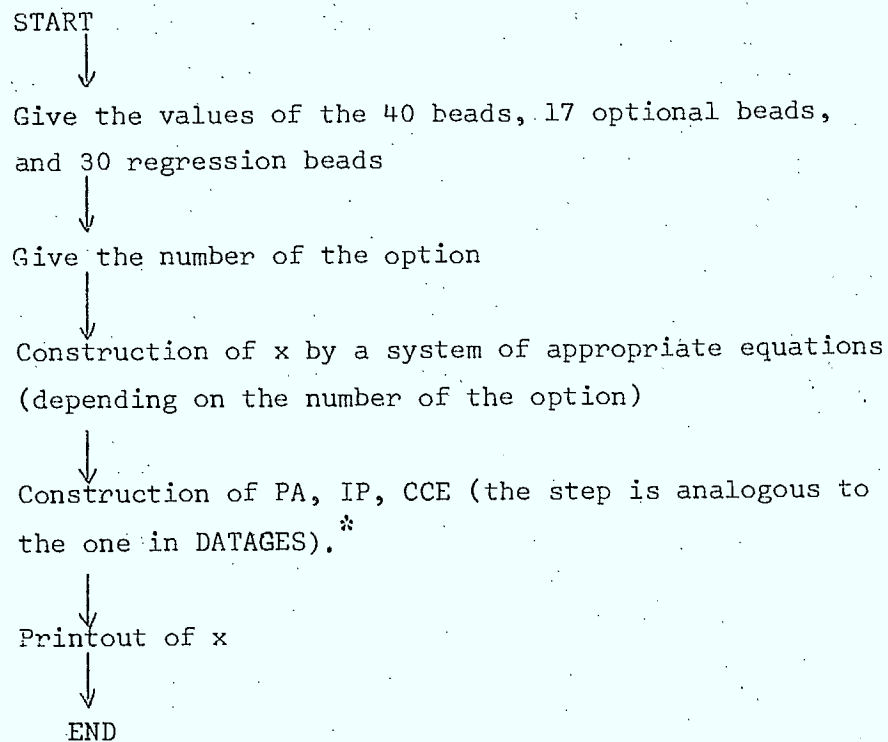 START
Give the values of the 40 beads, 17 optional beads,
and 30 regression beads
Give the number of the option
Construction of x by a system of appropriate equations
(depending on the number of the option)
Construction of PA, IP, CCE (the step is analogous to
the one in DATAGES).*
Printout of x
END